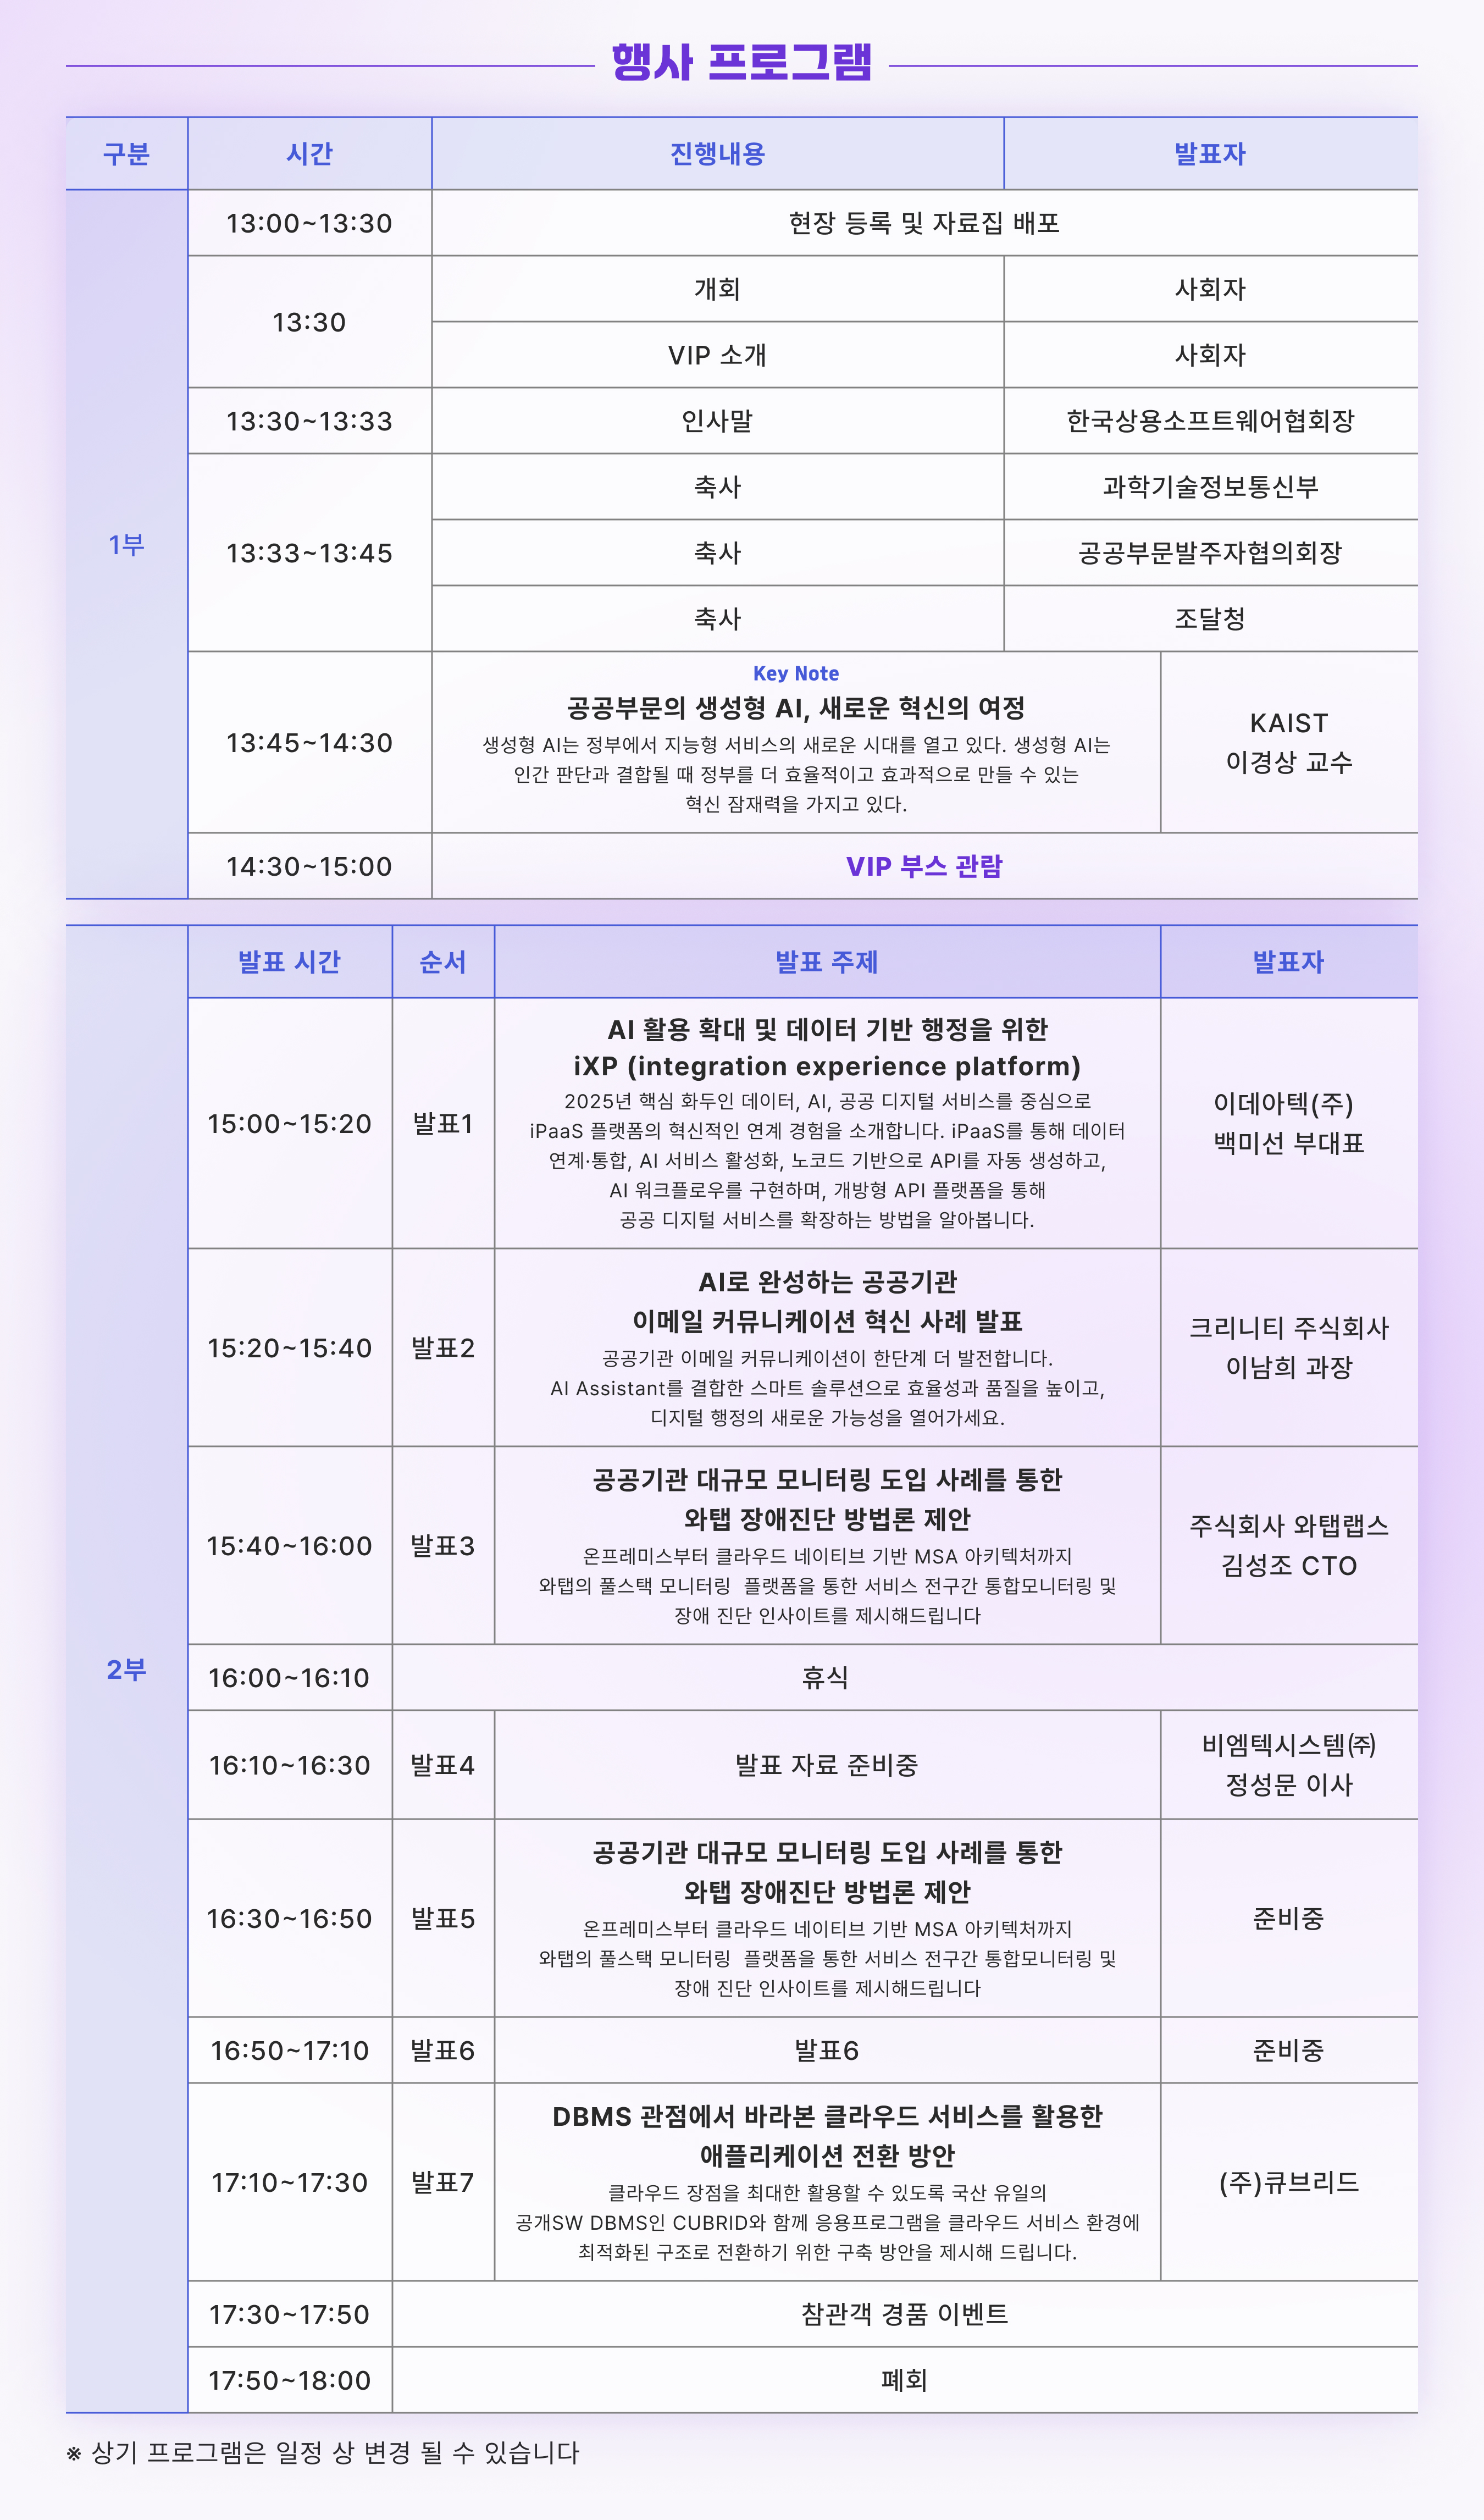 행사 프로그램
구분 시간 진행내용 발표자
1부
13:00~13:30 현장 등록 및 자료집 배포
13:30 개회 사회자
VIP 소개 사회자
13:30~13:33 인사말 한국상용소프트웨어협회장
13:33~13:45 축사 과학기술정보통신부
축사 공공부문발주자협의회장
축사 조달청
13:45~14:30
Key Note
공공부문의 생성형 AI, 새로운 혁신의 여정
생성형 AI는 정부에서 지능형 서비스의 새로운 시대를 열고 있다. 생성형 AI는
인간 판단과 결합될 때 정부를 더 효율적이고 효과적으로 만들 수 있는
혁신 잠재력을 가지고 있다.
KAIST
이경상 교수
14:30~15:00 VIP 부스 관람
발표 시간 순서 발표 주제 발표자
2부
15:00~15:20 발표1
AI 활용 확대 및 데이터 기반 행정을 위한
iXP (integration experience platform)
2025년 핵심 화두인 데이터, AI, 공공 디지털 서비스를 중심으로
iPaaS 플랫폼의 혁신적인 연계 경험을 소개합니다. iPaaS를 통해 데이터
연계·통합, AI 서비스 활성화, 노코드 기반으로 API를 자동 생성하고,
AI 워크플로우를 구현하며, 개방형 API 플랫폼을 통해
공공 디지털 서비스를 확장하는 방법을 알아봅니다.
이데아텍(주)
백미선 부대표
15:20~15:40 발표2
AI로 완성하는 공공기관
이메일 커뮤니케이션 혁신 사례 발표
공공기관 이메일 커뮤니케이션이 한단계 더 발전합니다.
AI Assistant를 결합한 스마트 솔루션으로 효율성과 품질을 높이고,
디지털 행정의 새로운 가능성을 열어가세요.
크리니티 주식회사
이남희 과장
15:40~16:00 발표3
공공기관 대규모 모니터링 도입 사례를 통한
와탭 장애진단 방법론 제안
온프레미스부터 클라우드 네이티브 기반 MSA 아키텍처까지
와탭의 풀스택 모니터링 플랫폼을 통한 서비스 전구간 통합모니터링 및
장애 진단 인사이트를 제시해드립니다
주식회사 와탭랩스
김성조 CTO
16:00~16:10 휴식
16:10~16:30 발표4 발표 자료 준비중
비엠텍시스템㈜
정성문 이사
16:30~16:50 발표5
공공기관 대규모 모니터링 도입 사례를 통한
와탭 장애진단 방법론 제안
온프레미스부터 클라우드 네이티브 기반 MSA 아키텍처까지
와탭의 풀스택 모니터링 플랫폼을 통한 서비스 전구간 통합모니터링 및
장애 진단 인사이트를 제시해드립니다
준비중
16:50~17:10 발표6 발표6 준비중
17:10~17:30 발표7
DBMS 관점에서 바라본 클라우드 서비스를 활용한
애플리케이션 전환 방안
클라우드 장점을 최대한 활용할 수 있도록 국산 유일의
공개SW DBMS인 CUBRID와 함께 응용프로그램을 클라우드 서비스 환경에
최적화된 구조로 전환하기 위한 구축 방안을 제시해 드립니다.
(주)큐브리드
17:30~17:50 참관객 경품 이벤트
17:50~18:00 폐회
※ 상기 프로그램은 일정 상 변경 될 수 있습니다